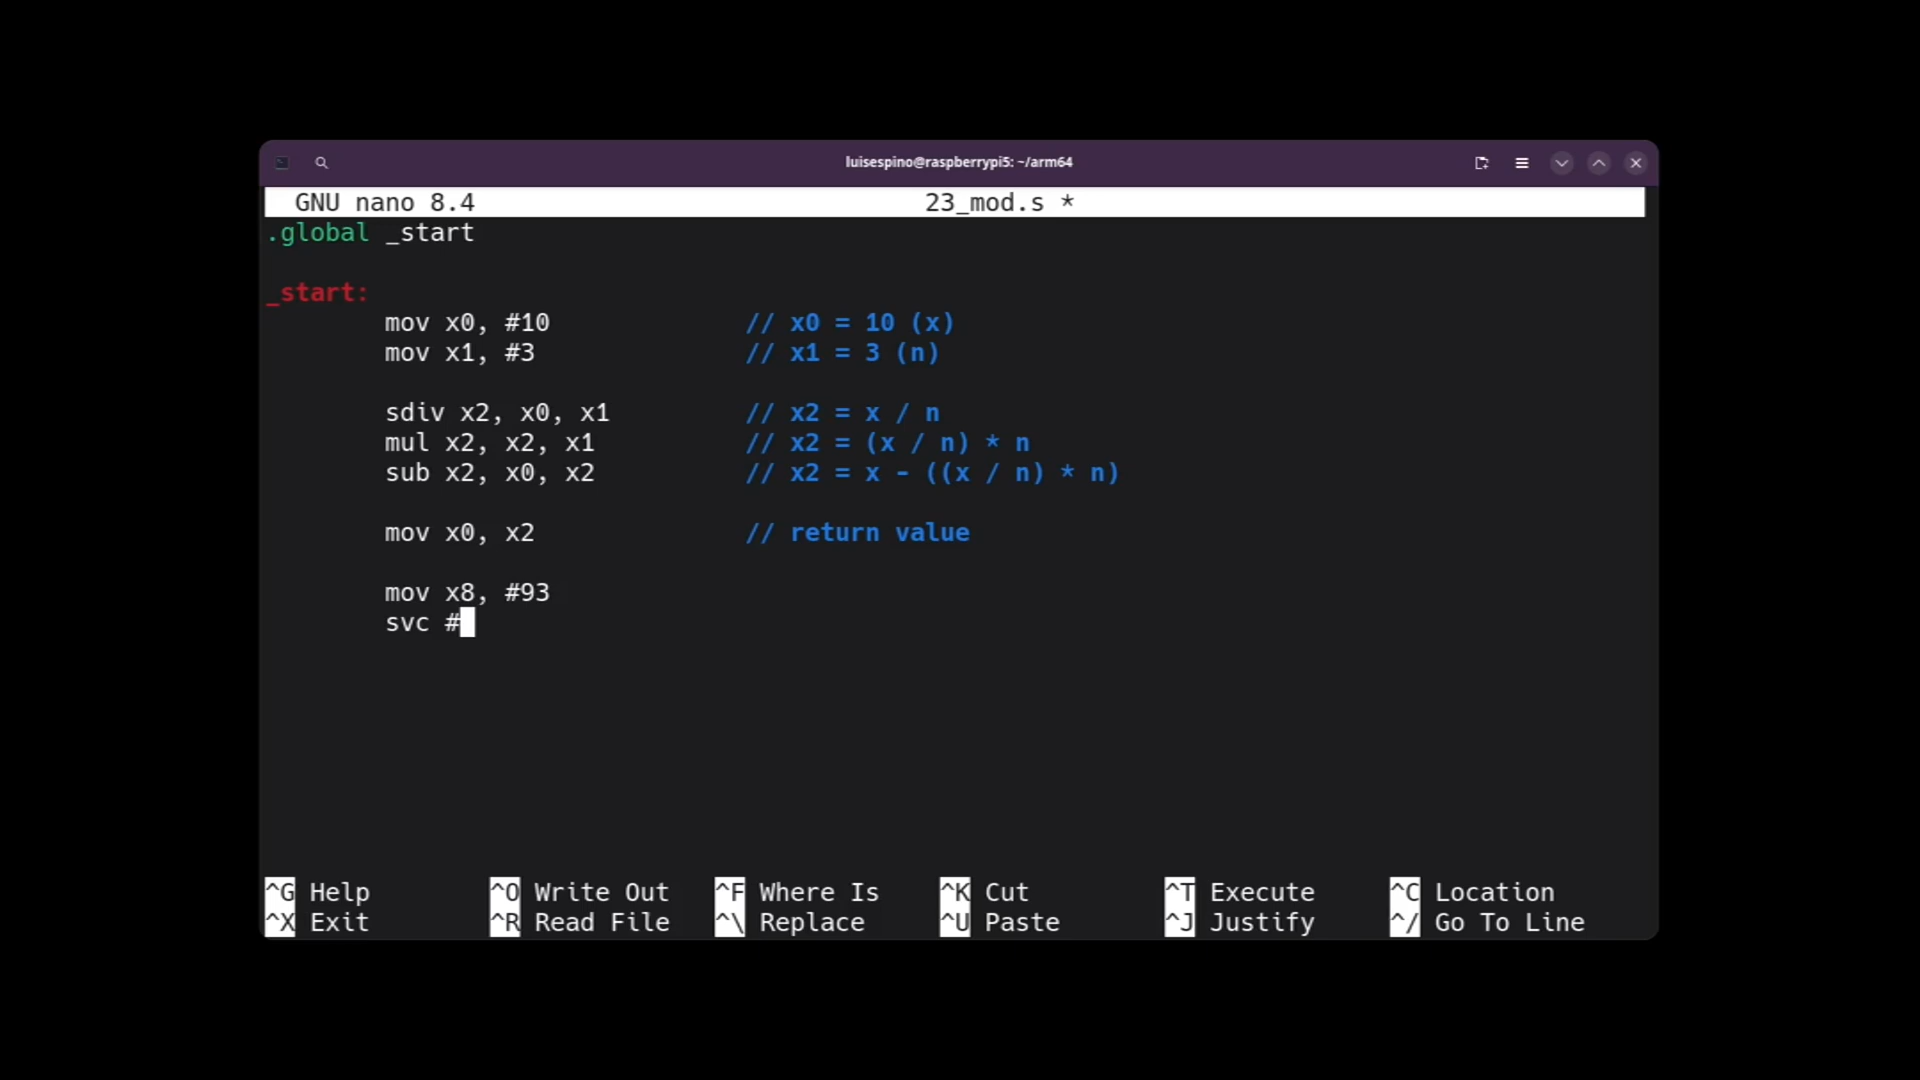 luisespino@raspberrypi5: ~/arm64
GNU nano 8.4 23_mod.s *
.global _start
_start:
mov x0, #10 // x0 = 10 (x)
mov x1, #3 // x1 = 3 (n)
sdiv x2, x0, x1 // x2 = x / n
mul x2, x2, x1 // x2 = (x / n) * n
sub x2, x0, x2 // x2 = x - ((x / n) * n)
mov x0, x2 // return value
mov x8, #93
svc #
^G Help ^O Write Out ^F Where Is ^K Cut ^T Execute ^C Location
^X Exit ^R Read File ^\ Replace ^U Paste ^J Justify ^/ Go To Line